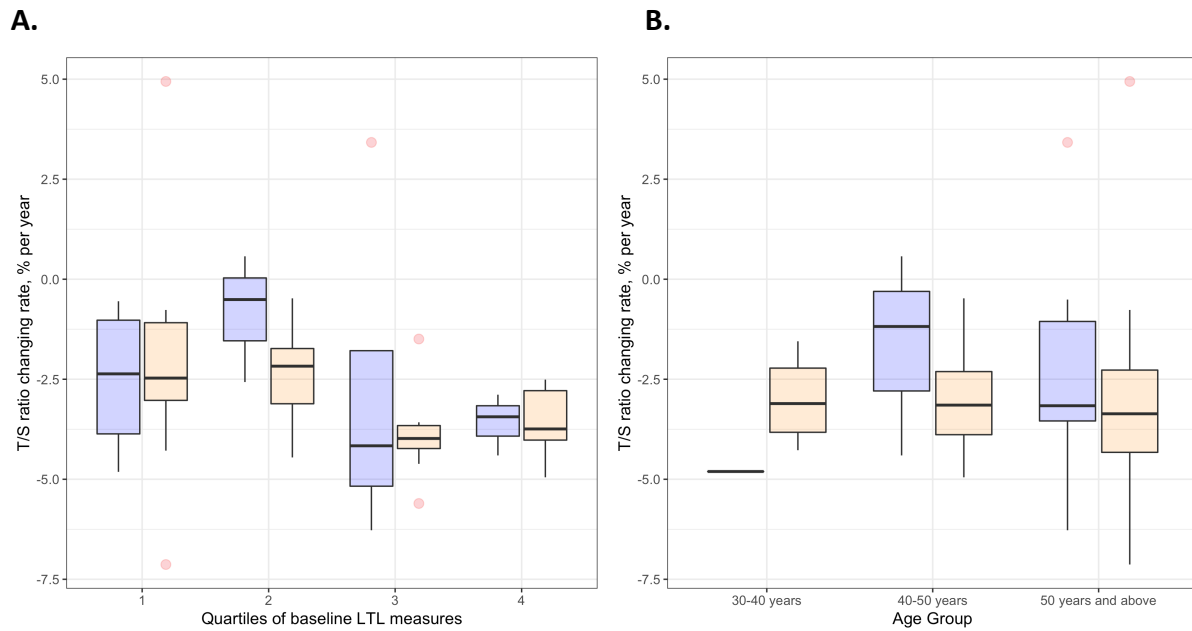 A.
T/S ratio changing rate, % per year
5.0
2.5
0.0
-2.5
-5.0
-7.5
1 2 3 4
Quartiles of baseline LTL measures
B.
T/S ratio changing rate, % per year
5.0
2.5
0.0
-2.5
-5.0
-7.5
30-40 years 40-50 years 50 years and above
Age Group